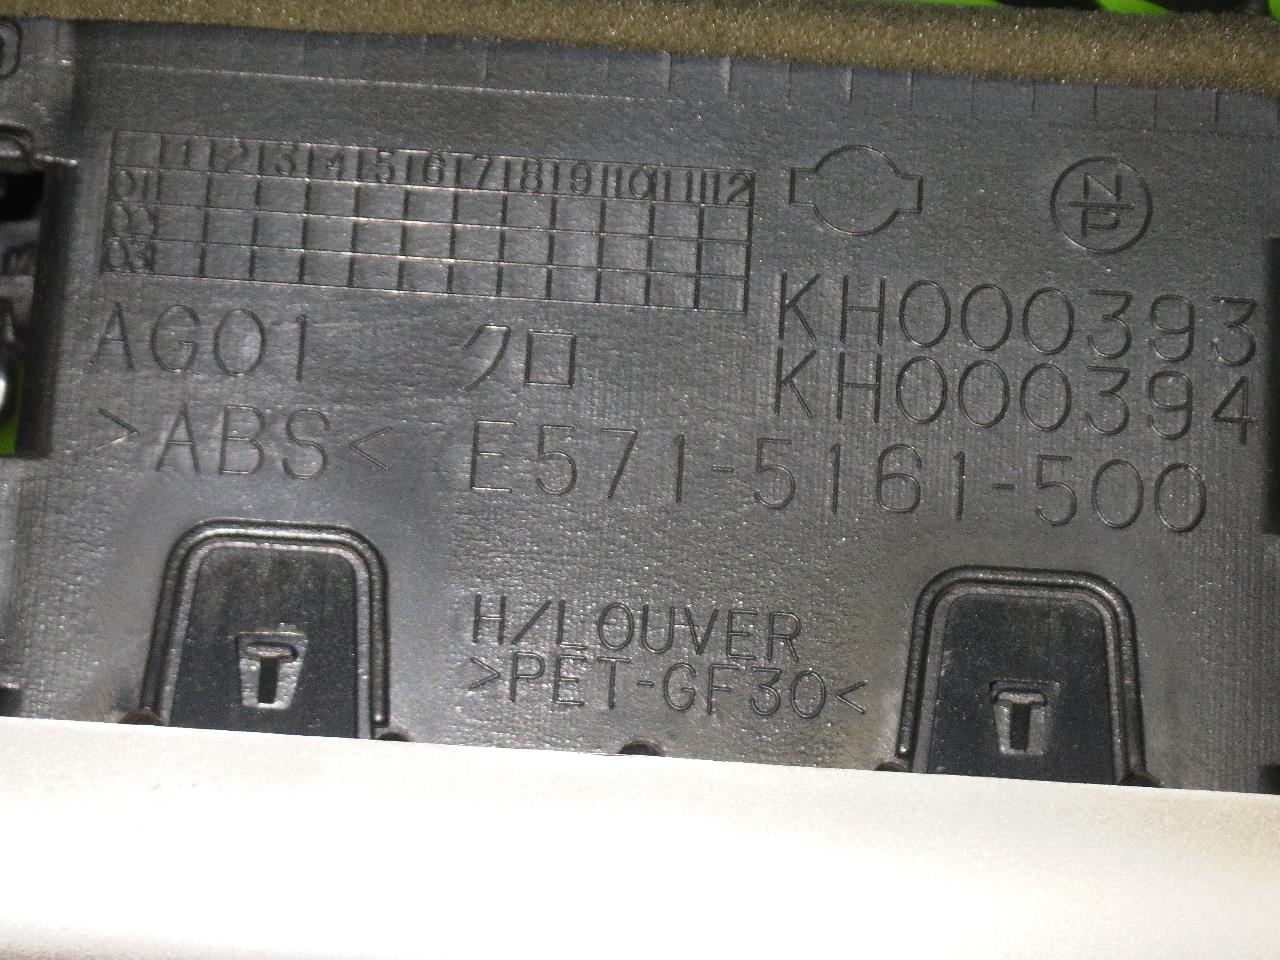 1 2 3 4 5 6 7 8 9 10 11 12
01
02
03
NP
KH000393
AG01 クロ
KH000394
>ABS< E571-5161-500
H/LOUVER
>PET-GF30<